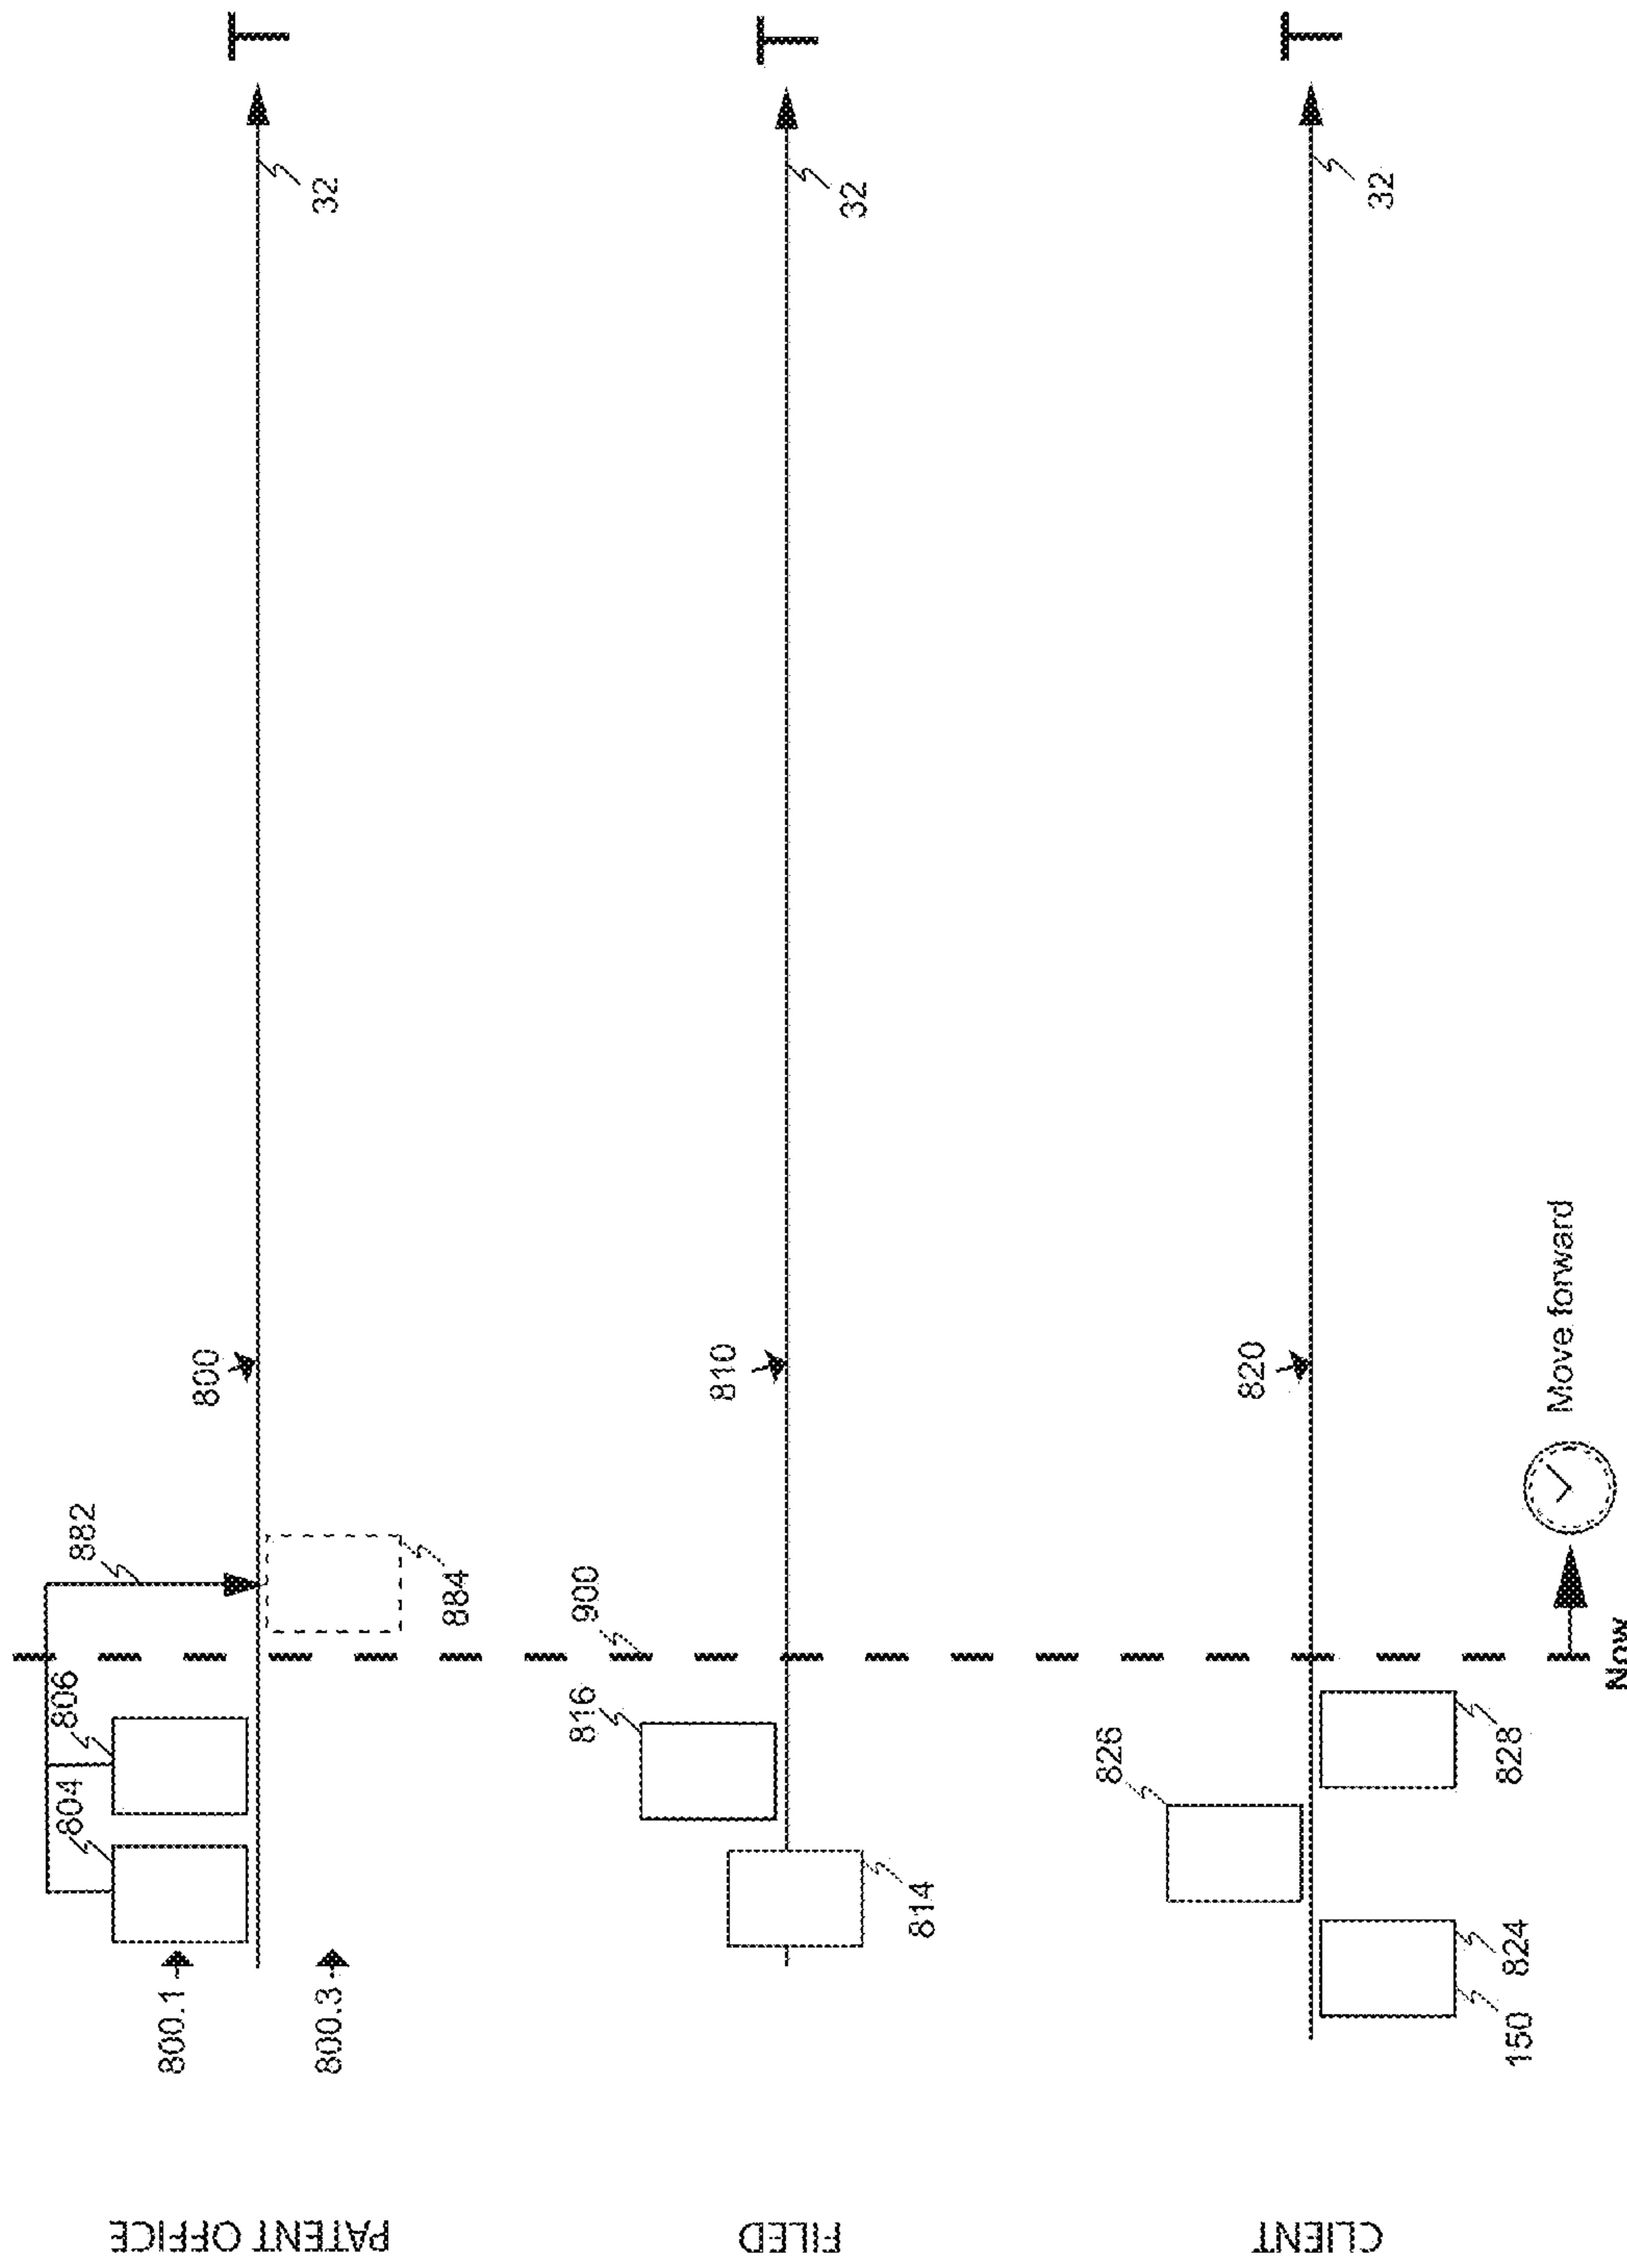 PATENT OFFICE
800.1
800.3
804
806
882
884
800
32
T
FILED
814
816
900
810
32
T
CLIENT
150
824
826
828
820
32
T
Now
Move forward